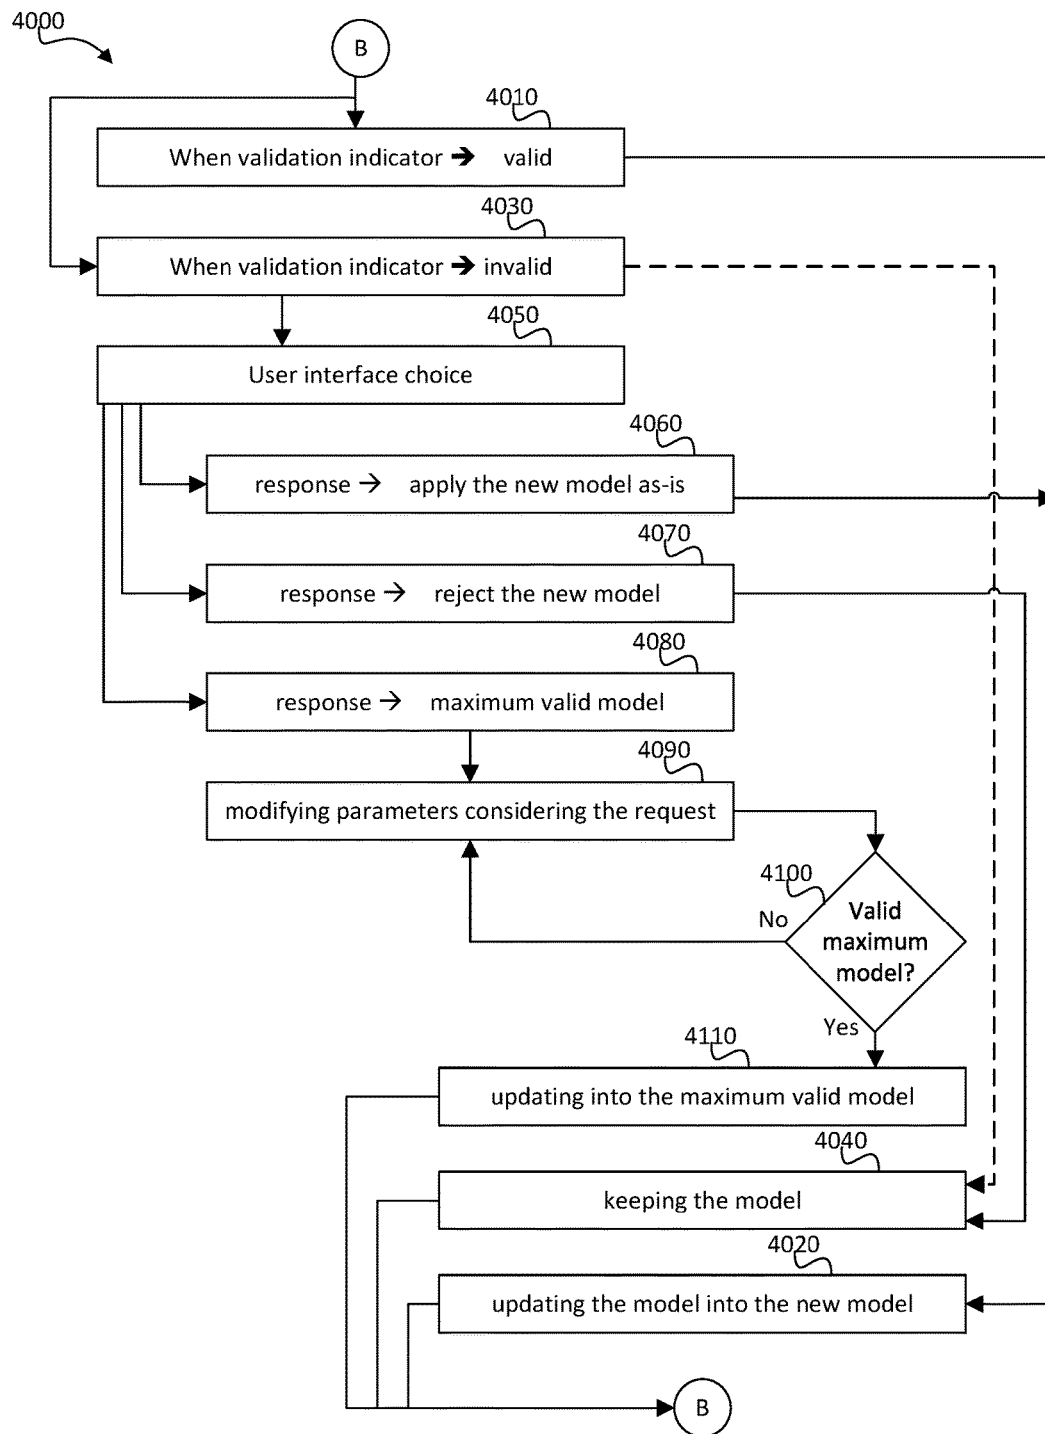 4000
B
4010
When validation indicator ➔ valid
4030
When validation indicator ➔ invalid
4050
User interface choice
4060
response → apply the new model as-is
4070
response → reject the new model
4080
response → maximum valid model
4090
modifying parameters considering the request
4100
No
Valid
maximum
model?
Yes
4110
updating into the maximum valid model
4040
keeping the model
4020
updating the model into the new model
B